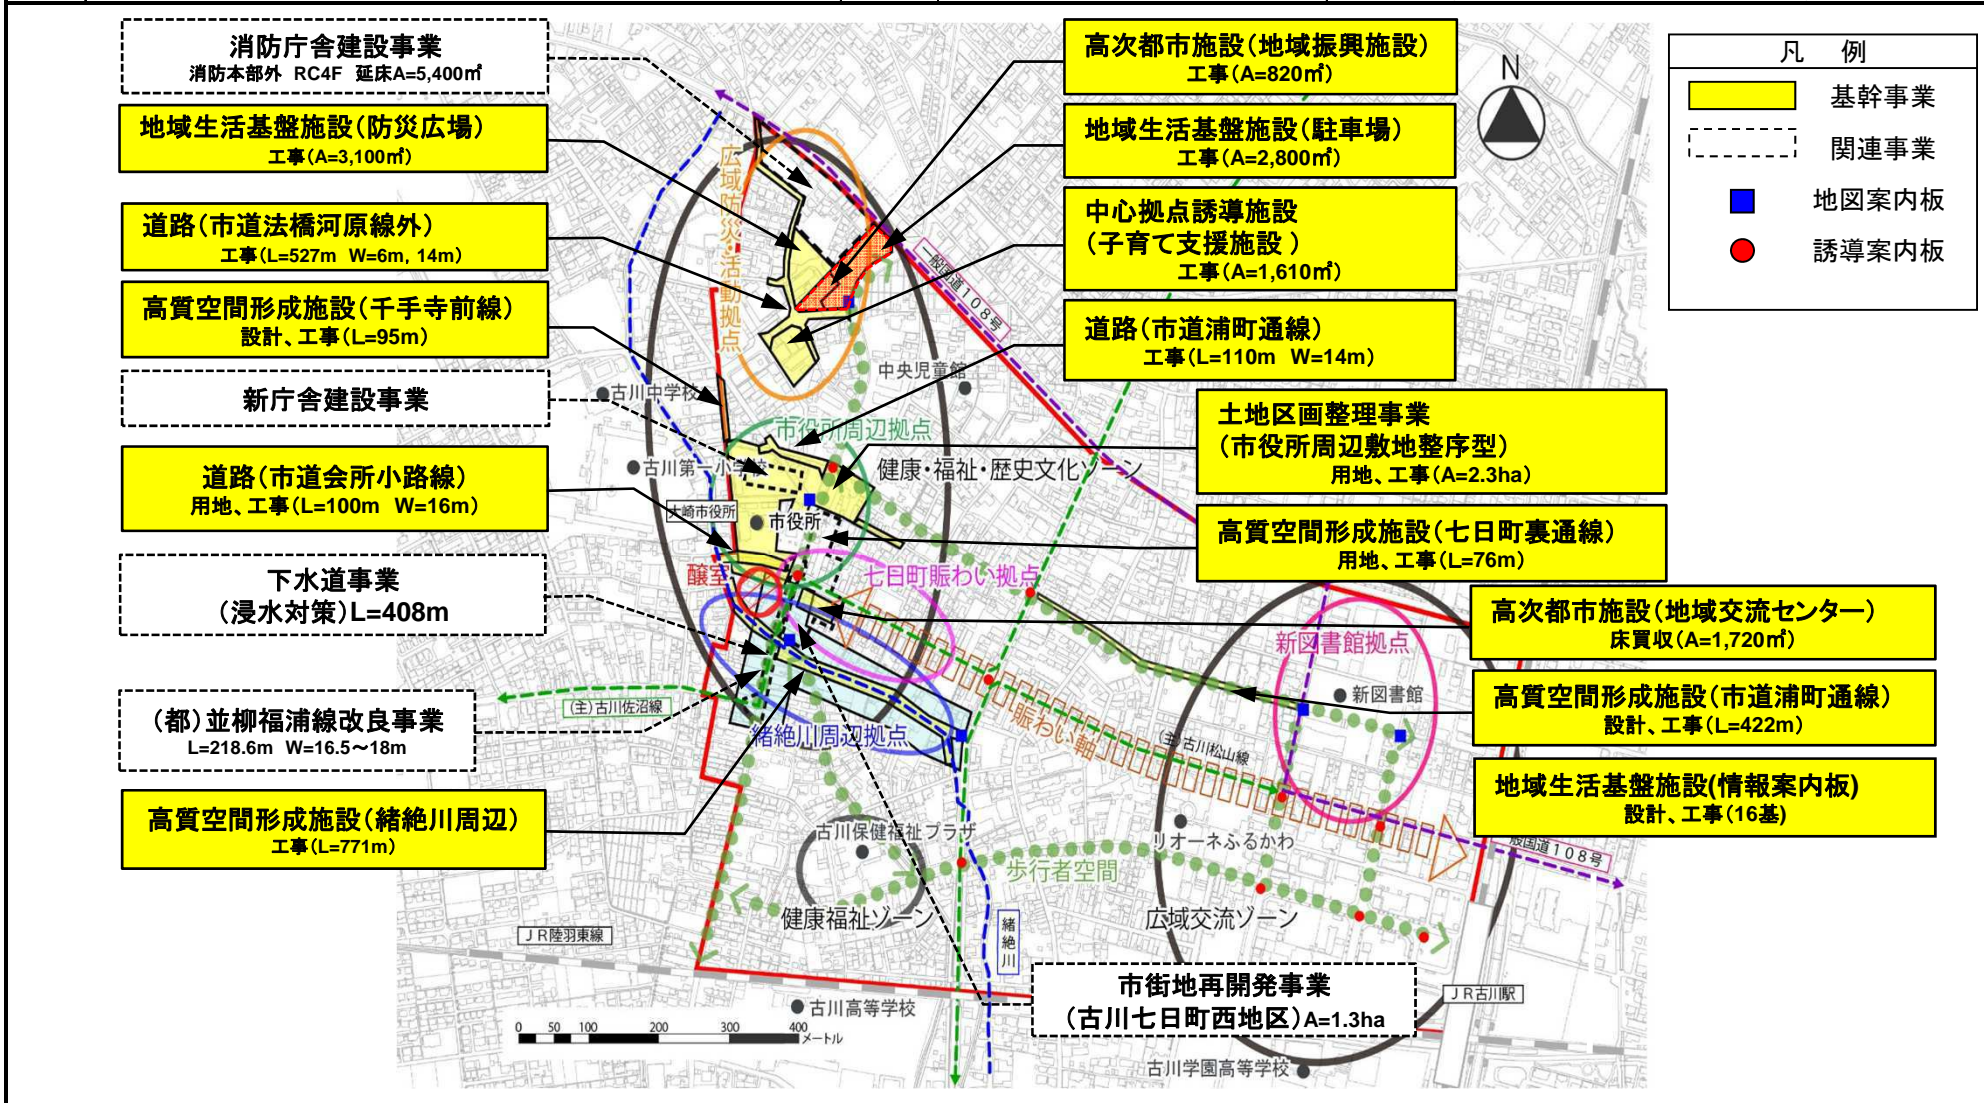 消防庁舎建設事業
消防本部外 RC4F 延床A=5,400㎡
地域生活基盤施設(防災広場)
工事(A=3,100㎡)
道路(市道法橋河原線外)
工事(L=527m W=6m, 14m)
高質空間形成施設(千手寺前線)
設計、工事(L=95m)
新庁舎建設事業
道路(市道会所小路線)
用地、工事(L=100m W=16m)
下水道事業
(浸水対策)L=408m
(都)並柳福浦線改良事業
L=218.6m W=16.5～18m
高質空間形成施設(緒絶川周辺)
工事(L=771m)
高次都市施設(地域振興施設)
工事(A=820㎡)
地域生活基盤施設(駐車場)
工事(A=2,800㎡)
中心拠点誘導施設
(子育て支援施設 )
工事(A=1,610㎡)
道路(市道浦町通線)
工事(L=110m W=14m)
土地区画整理事業
(市役所周辺敷地整序型)
用地、工事(A=2.3ha)
高質空間形成施設(七日町裏通線)
用地、工事(L=76m)
高次都市施設(地域交流センター)
床買収(A=1,720㎡)
高質空間形成施設(市道浦町通線)
設計、工事(L=422m)
地域生活基盤施設(情報案内板)
設計、工事(16基)
市街地再開発事業
(古川七日町西地区)A=1.3ha
凡 例
基幹事業
関連事業
地図案内板
誘導案内板
N
広域防災・活動拠点
一般国道108号
中央児童館
古川中学校
市役所周辺拠点
古川第一小学校
健康・福祉・歴史文化ゾーン
大崎市役所
市役所
醸室
七日町賑わい拠点
新図書館拠点
新図書館
(主)古川佐沼線
緒絶川周辺拠点
賑わい軸
(主)古川松山線
古川保健福祉プラザ
リオーネふるかわ
一般国道108号
歩行者空間
健康福祉ゾーン
広域交流ゾーン
緒絶川
JR陸羽東線
JR古川駅
古川高等学校
古川学園高等学校
0 50 100 200 300 400
メートル